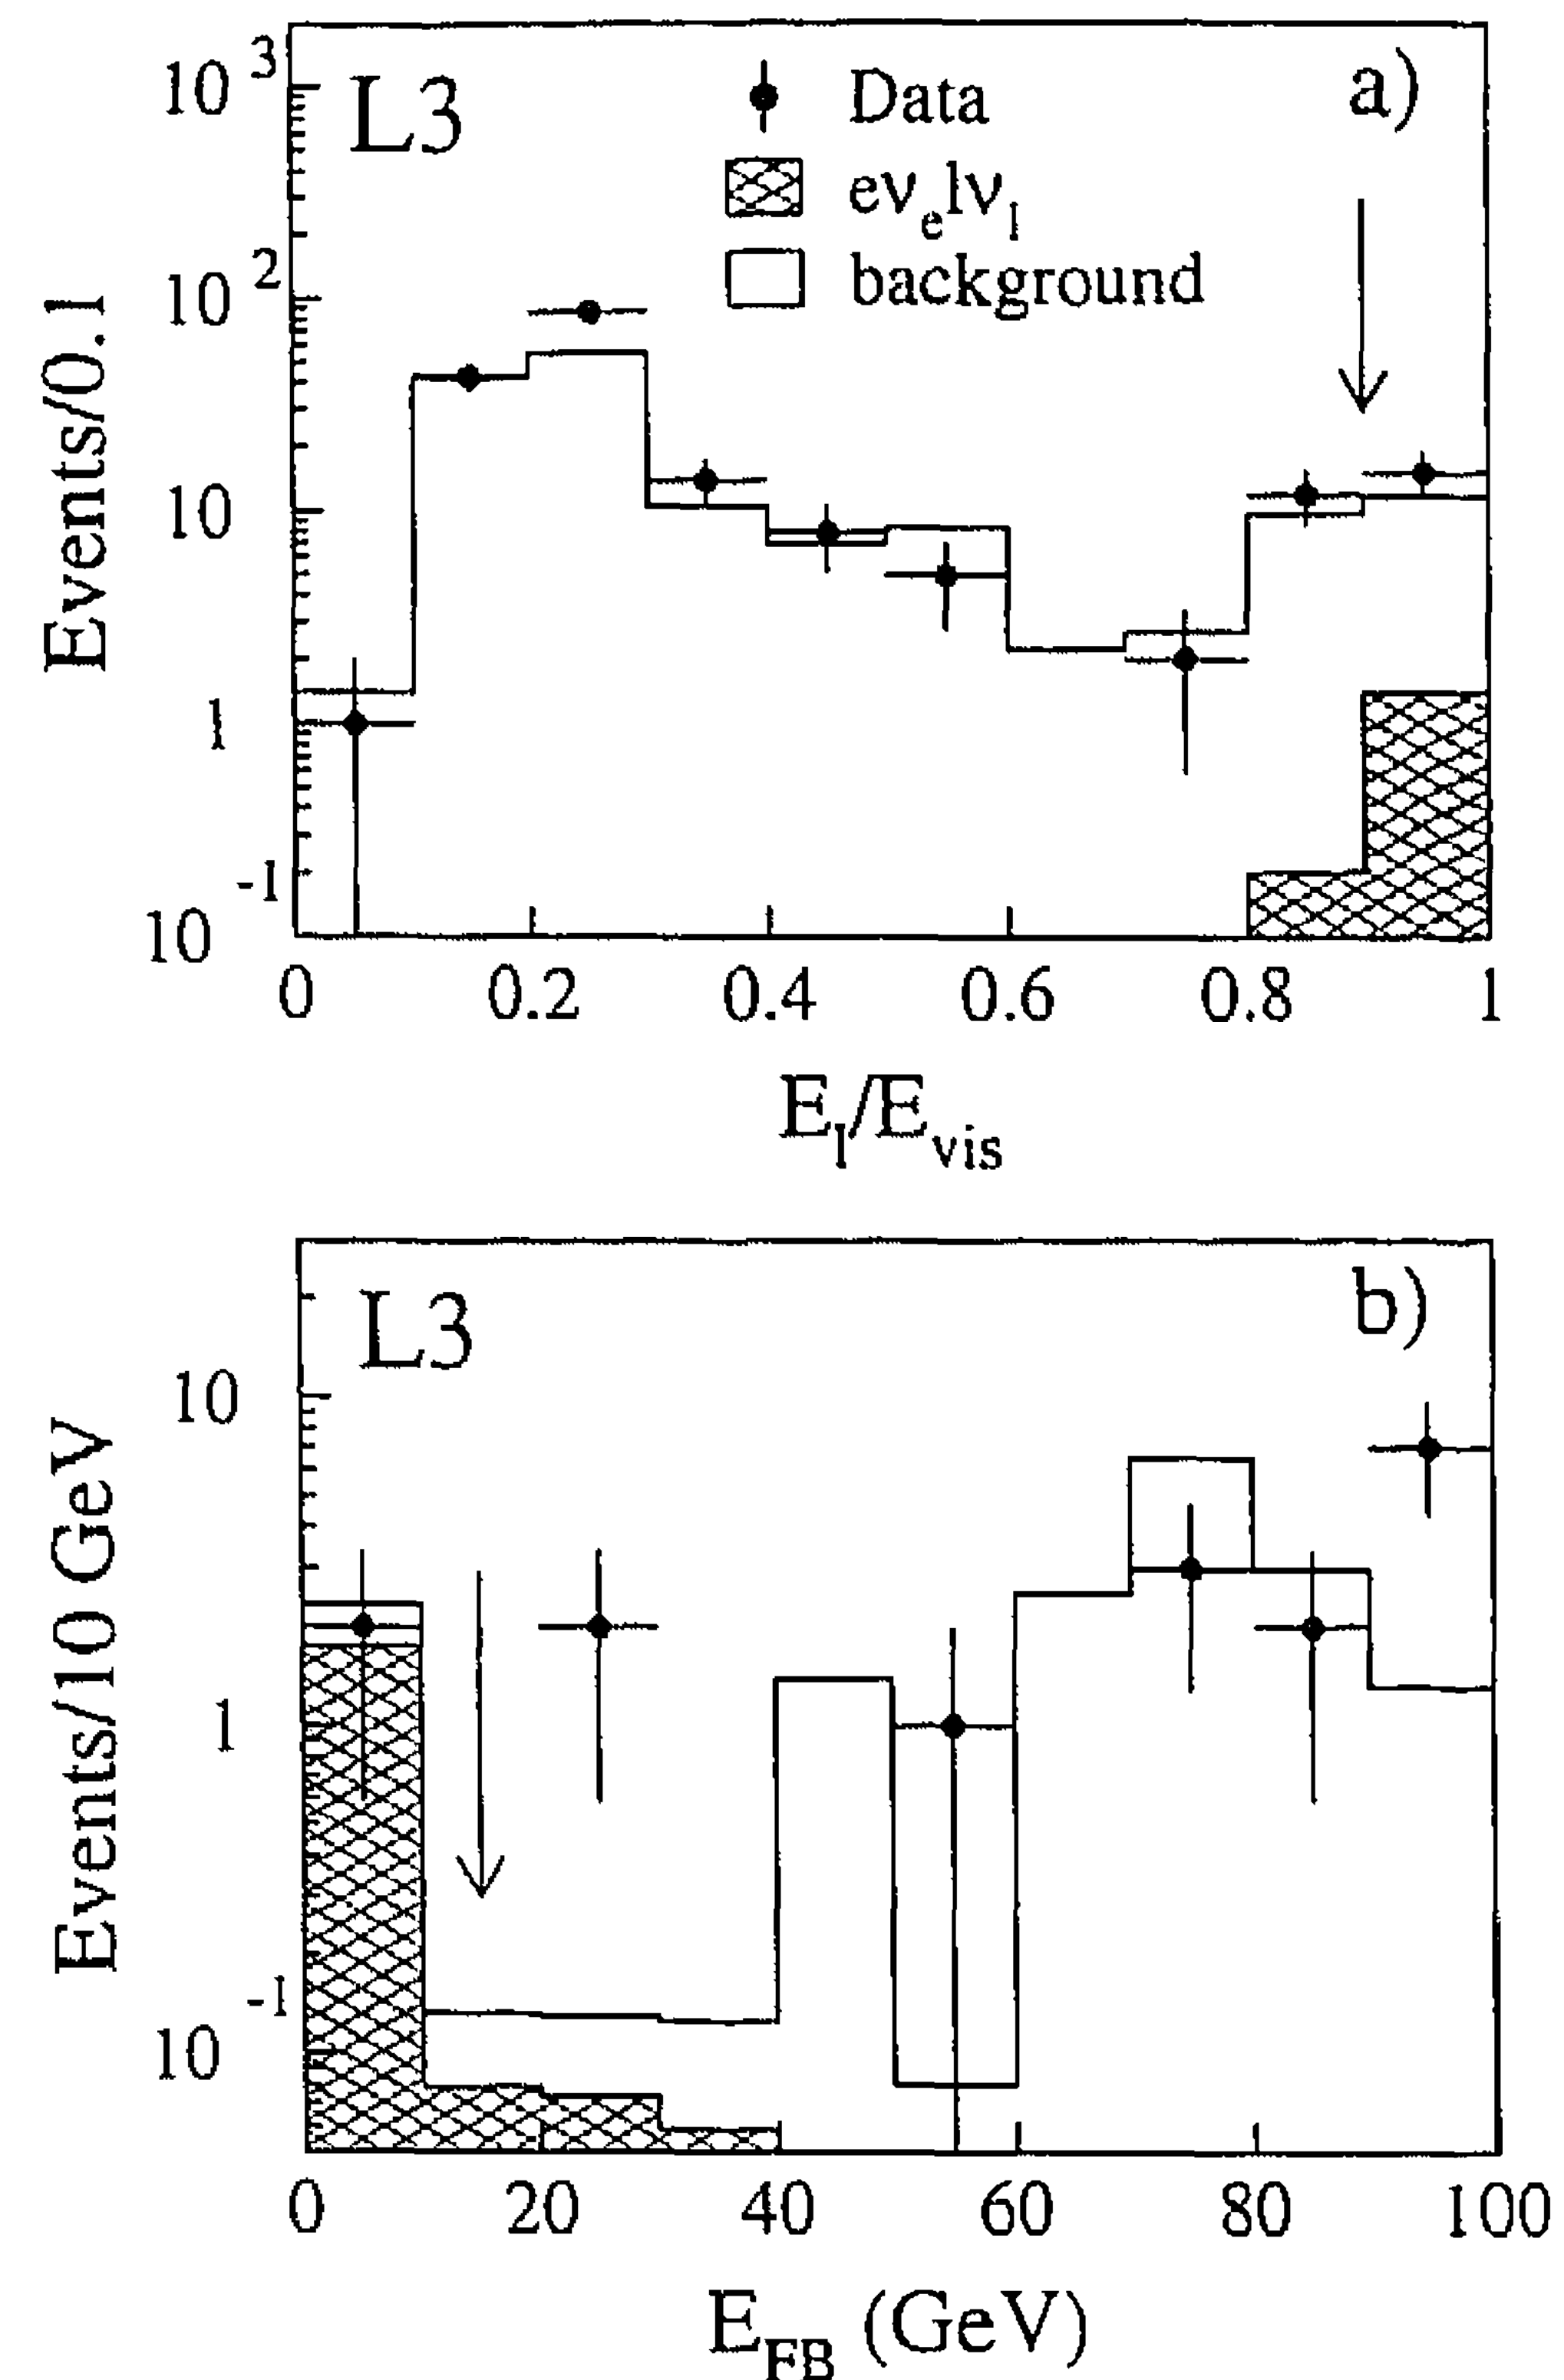 L3
a)
Data
eν_e lν_l
background
10^3
10^2
10
1
10^-1
Events/0.1
0 0.2 0.4 0.6 0.8 1
E_l/E_vis
L3
b)
10
1
10^-1
Events/10 GeV
0 20 40 60 80 100
E_FB (GeV)